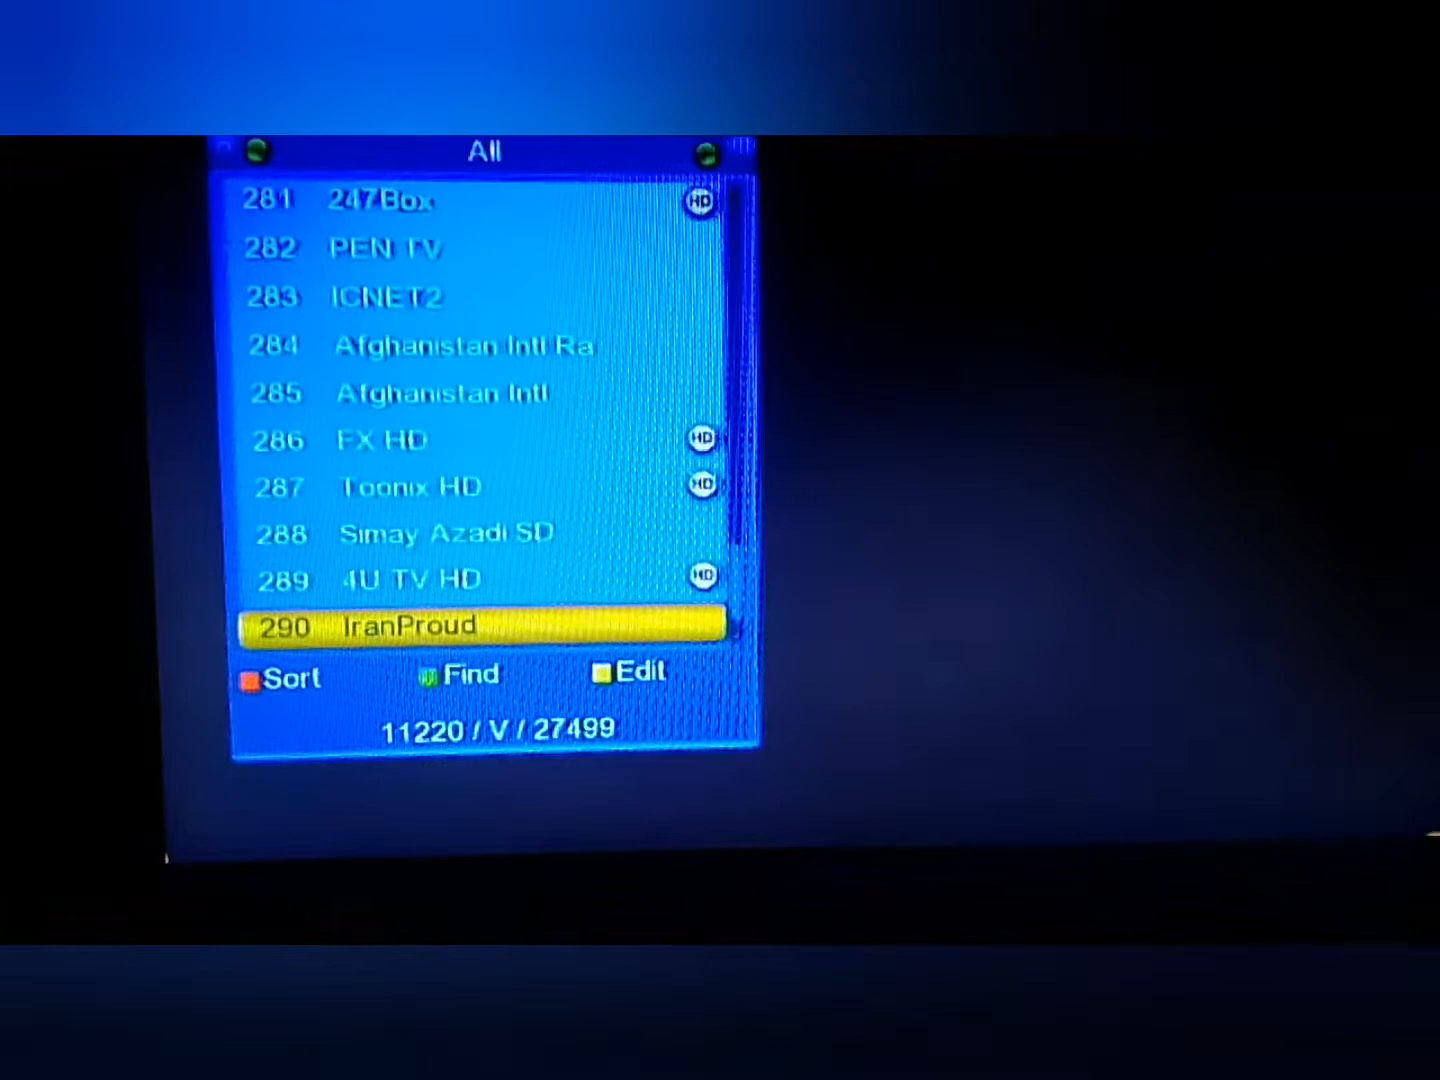 All
281 247Box HD
282 PEN TV
283 ICNET2
284 Afghanistan Intl Ra
285 Afghanistan Intl
286 FX HD HD
287 Toonix HD HD
288 Simay Azadi SD
289 4U TV HD HD
290 IranProud
Sort Find Edit
11220 / V / 27499